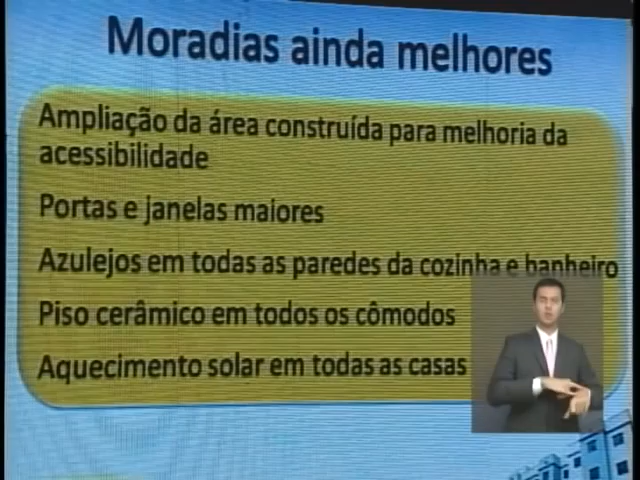 Moradias ainda melhores
Ampliação da área construída para melhoria da
acessibilidade
Portas e janelas maiores
Azulejos em todas as paredes da cozinha e banheiro
Piso cerâmico em todos os cômodos
Aquecimento solar em todas as casas